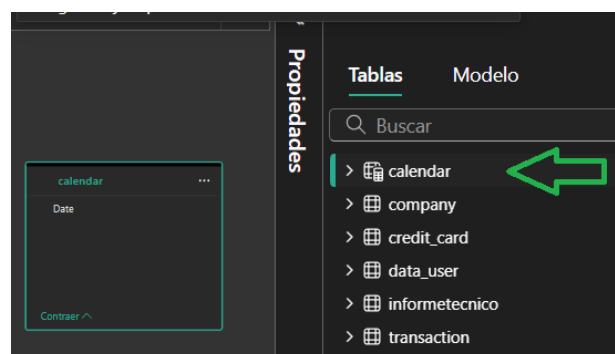 Propiedades
Tablas
Modelo
Buscar
calendar
company
credit_card
data_user
informetecnico
transaction
calendar
Date
Contraer